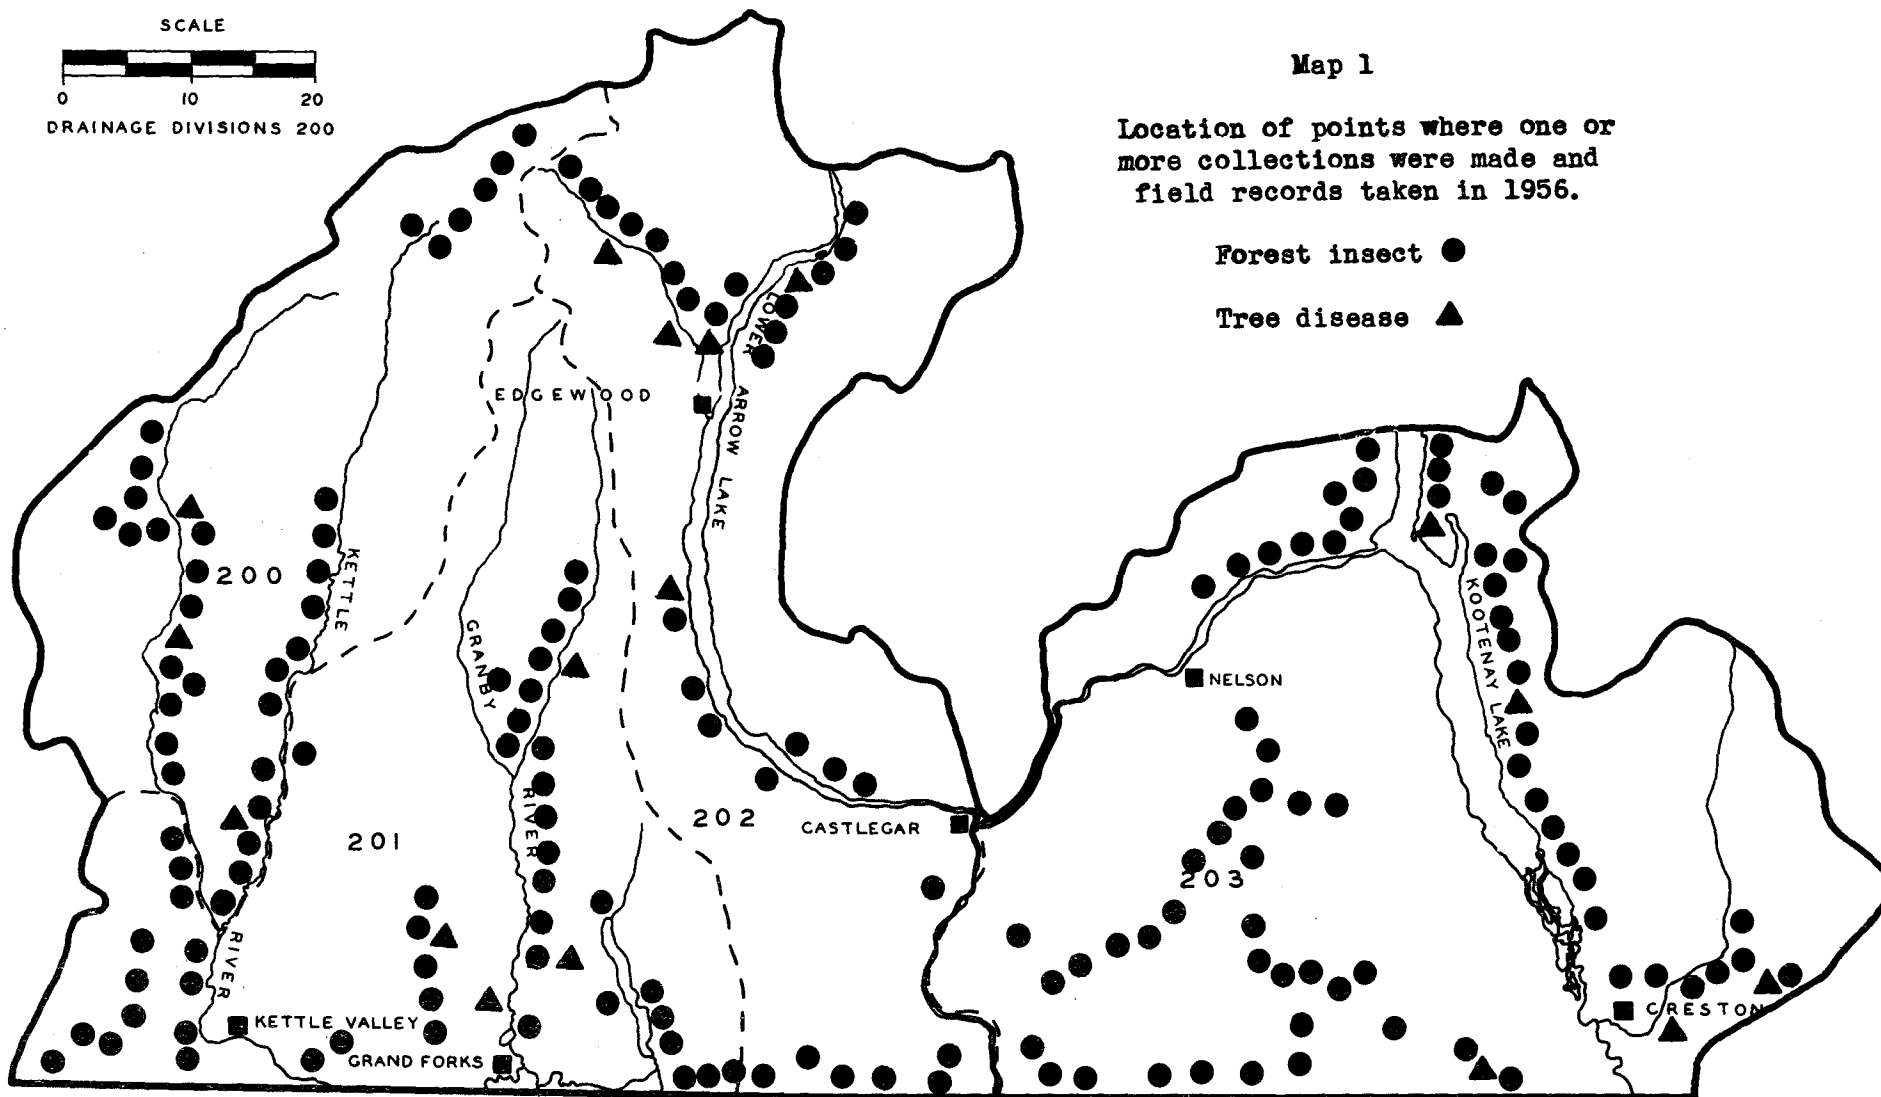 SCALE
0 10 20
DRAINAGE DIVISIONS 200
Map 1
Location of points where one or
more collections were made and
field records taken in 1956.
Forest insect
Tree disease
LOWER
ARROW LAKE
EDGEWOOD
200
KETTLE
RIVER
GRANBY
RIVER
KOOTENAY LAKE
NELSON
201
202
CASTLEGAR
203
KETTLE VALLEY
GRAND FORKS
CRESTON